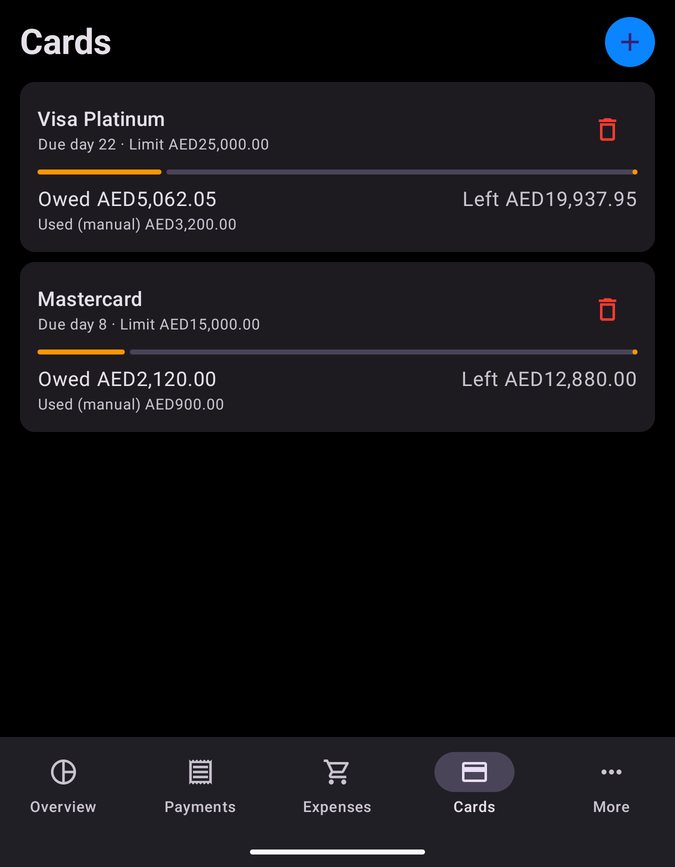 Cards
Visa Platinum
Due day 22 · Limit AED25,000.00
Owed AED5,062.05 Left AED19,937.95
Used (manual) AED3,200.00
Mastercard
Due day 8 · Limit AED15,000.00
Owed AED2,120.00 Left AED12,880.00
Used (manual) AED900.00
Overview Payments Expenses Cards More